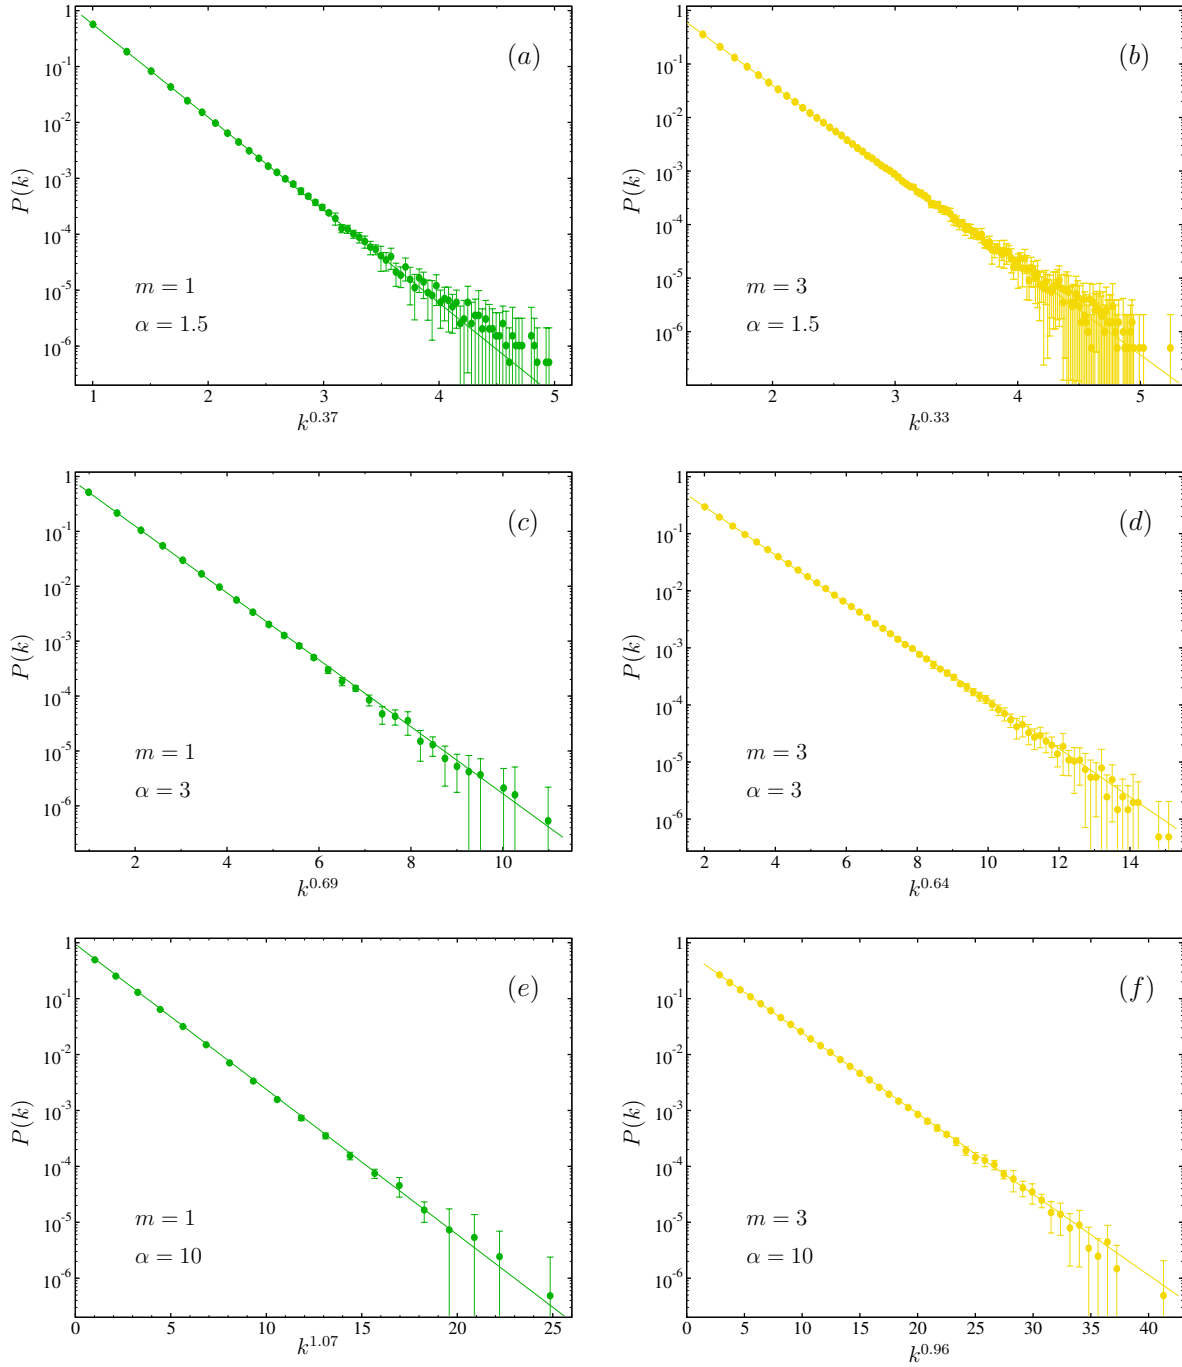 1
10^-1
10^-2
10^-3
10^-4
10^-5
10^-6
P(k)
(a)
m = 1
α = 1.5
1 2 3 4 5
k^0.37
1
10^-1
10^-2
10^-3
10^-4
10^-5
10^-6
P(k)
(b)
m = 3
α = 1.5
2 3 4 5
k^0.33
1
10^-1
10^-2
10^-3
10^-4
10^-5
10^-6
P(k)
(c)
m = 1
α = 3
2 4 6 8 10
k^0.69
1
10^-1
10^-2
10^-3
10^-4
10^-5
10^-6
P(k)
(d)
m = 3
α = 3
2 4 6 8 10 12 14
k^0.64
1
10^-1
10^-2
10^-3
10^-4
10^-5
10^-6
P(k)
(e)
m = 1
α = 10
0 5 10 15 20 25
k^1.07
1
10^-1
10^-2
10^-3
10^-4
10^-5
10^-6
P(k)
(f)
m = 3
α = 10
0 5 10 15 20 25 30 35 40
k^0.96